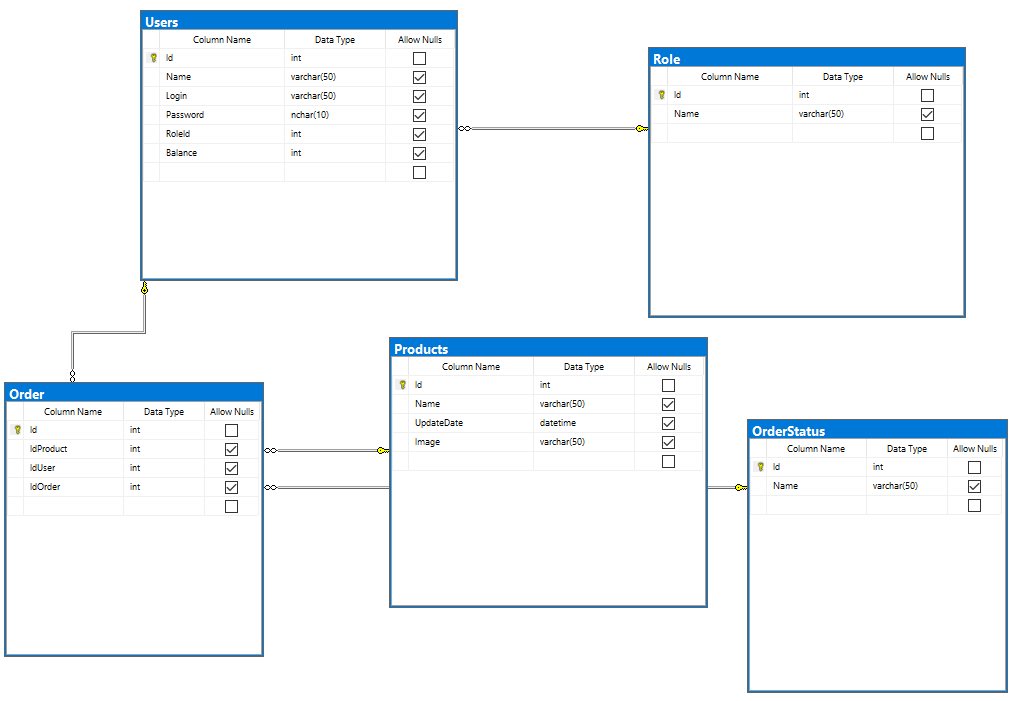 Users
Column Name Data Type Allow Nulls
Id int
Name varchar(50)
Login varchar(50)
Password nchar(10)
RoleId int
Balance int
Role
Column Name Data Type Allow Nulls
Id int
Name varchar(50)
Order
Column Name Data Type Allow Nulls
Id int
IdProduct int
IdUser int
IdOrder int
Products
Column Name Data Type Allow Nulls
Id int
Name varchar(50)
UpdateDate datetime
Image varchar(50)
OrderStatus
Column Name Data Type Allow Nulls
Id int
Name varchar(50)